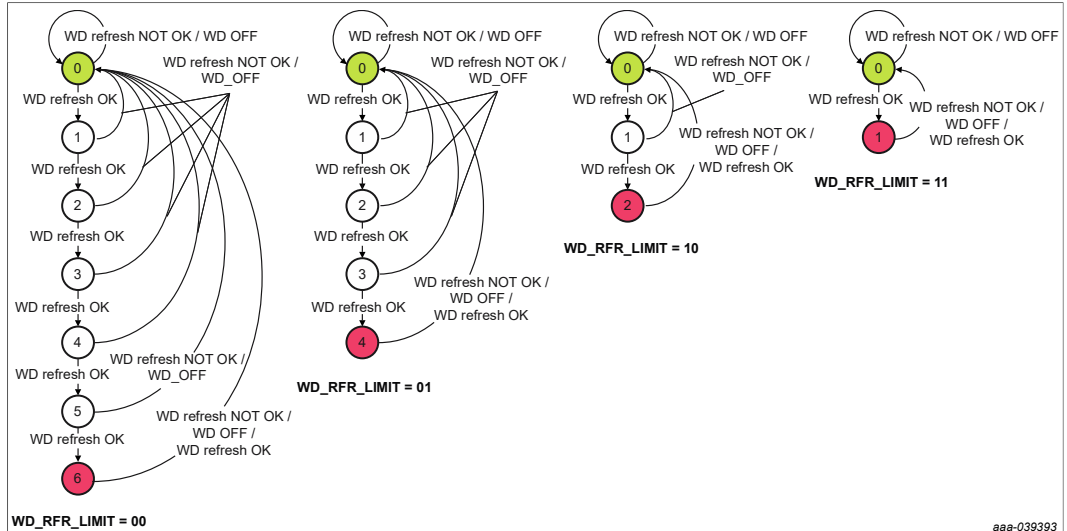 WD refresh NOT OK / WD OFF
0
WD refresh NOT OK /
WD_OFF
WD refresh OK
1
WD refresh OK
2
WD refresh OK
3
WD refresh OK
4
WD refresh NOT OK /
WD_OFF
WD refresh OK
5
WD refresh NOT OK /
WD OFF /
WD refresh OK
WD refresh OK
6
WD_RFR_LIMIT = 00
WD refresh NOT OK / WD OFF
0
WD refresh NOT OK /
WD_OFF
WD refresh OK
1
WD refresh OK
2
WD refresh OK
3
WD refresh NOT OK /
WD OFF /
WD refresh OK
WD refresh OK
4
WD_RFR_LIMIT = 01
WD refresh NOT OK / WD OFF
0
WD refresh NOT OK /
WD_OFF
WD refresh OK
1
WD refresh NOT OK /
WD OFF /
WD refresh OK
WD refresh OK
2
WD_RFR_LIMIT = 10
WD refresh NOT OK / WD OFF
0
WD refresh OK
WD refresh NOT OK /
WD OFF /
WD refresh OK
1
WD_RFR_LIMIT = 11
aaa-039393